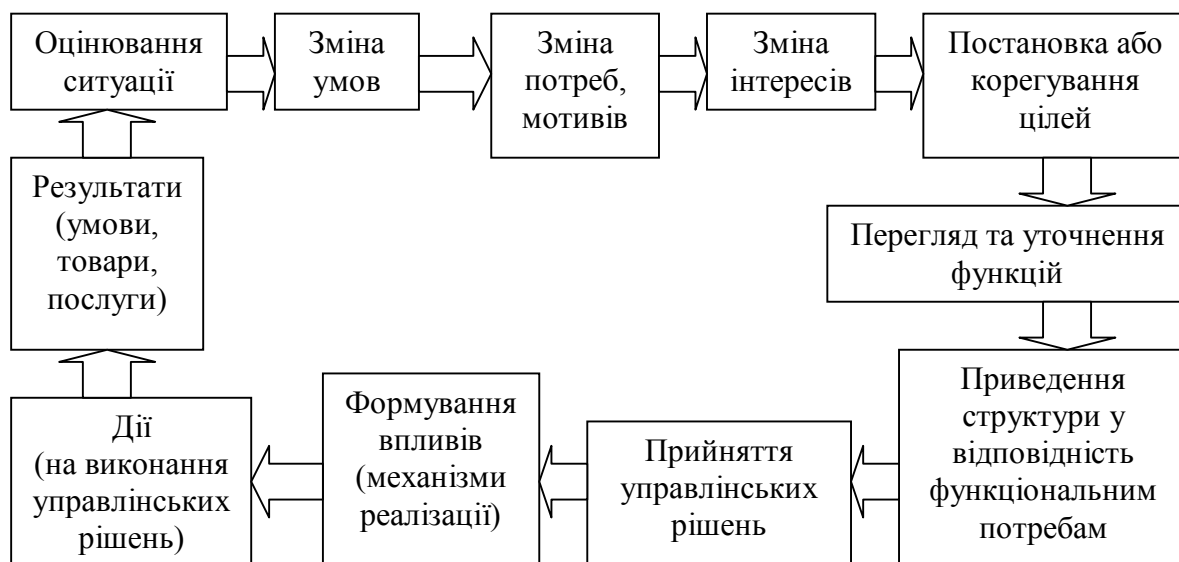 Оцінювання
ситуації
Зміна
умов
Зміна
потреб,
мотивів
Зміна
інтересів
Постановка або
корегування
цілей
Перегляд та уточнення
функцій
Приведення
структури у
відповідність
функціональним
потребам
Прийняття
управлінських
рішень
Формування
впливів
(механізми
реалізації)
Дії
(на виконання
управлінських
рішень)
Результати
(умови,
товари,
послуги)